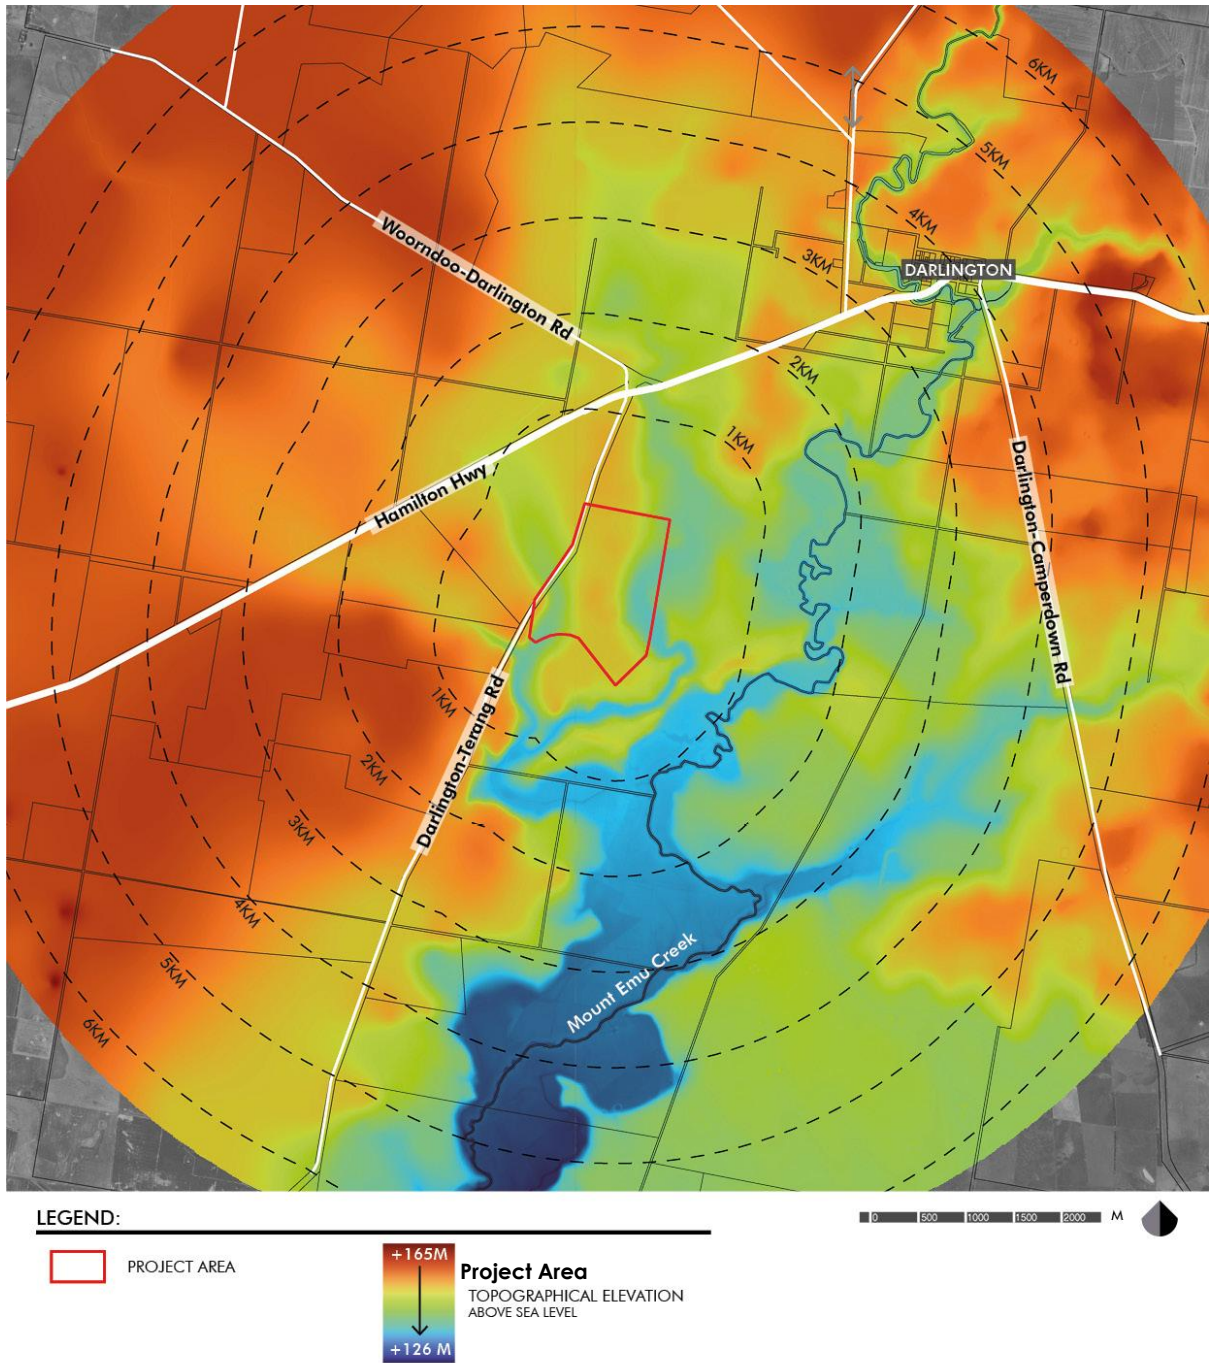 6KM
5KM
4KM
3KM
DARLINGTON
Woorndoo-Darlington Rd
2KM
1KM
Hamilton Hwy
Darlington-Camperdown Rd
1KM
Darlington-Terang Rd
2KM
3KM
4KM
Mount Emu Creek
5KM
6KM
LEGEND:
0 500 1000 1500 2000 M
PROJECT AREA
+165M
Project Area
TOPOGRAPHICAL ELEVATION
ABOVE SEA LEVEL
+126 M